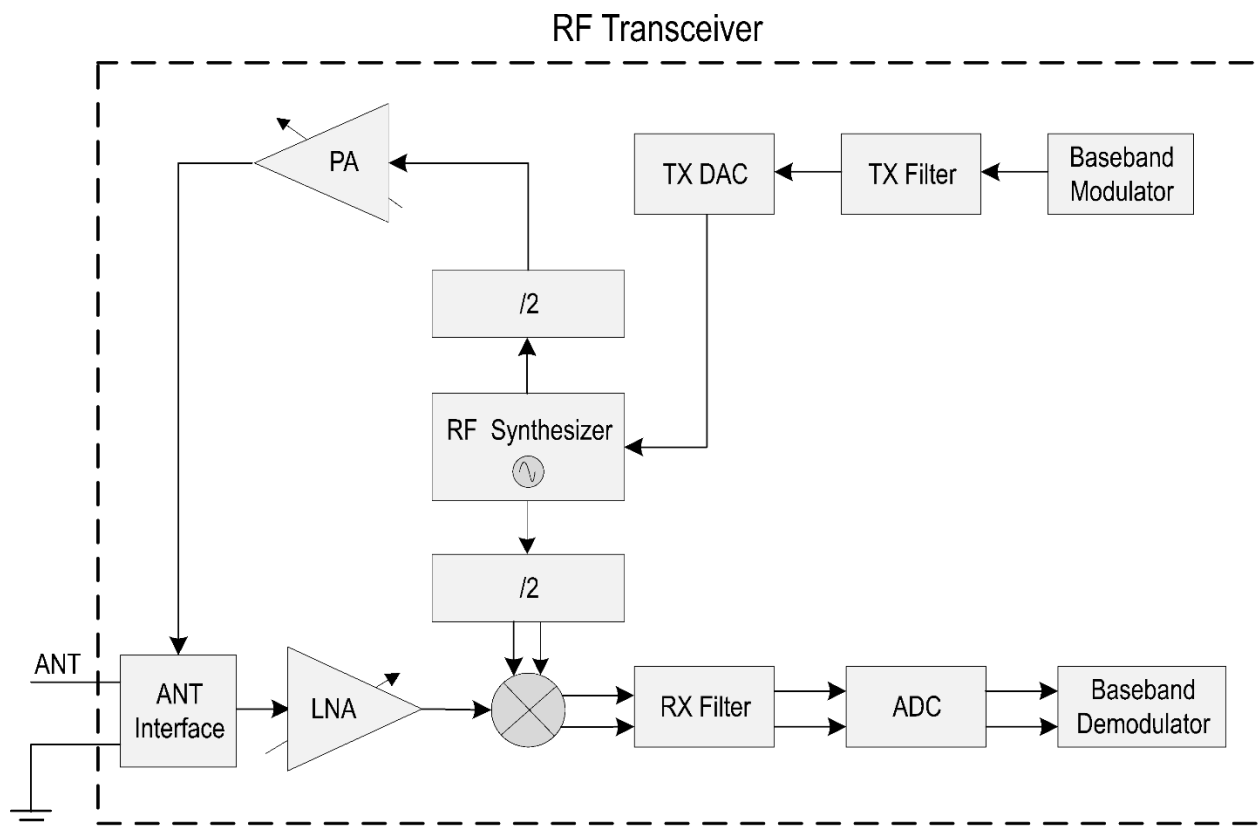 RF Transceiver
PA
TX DAC
TX Filter
Baseband
Modulator
/2
RF Synthesizer
/2
ANT
ANT
Interface
LNA
RX Filter
ADC
Baseband
Demodulator